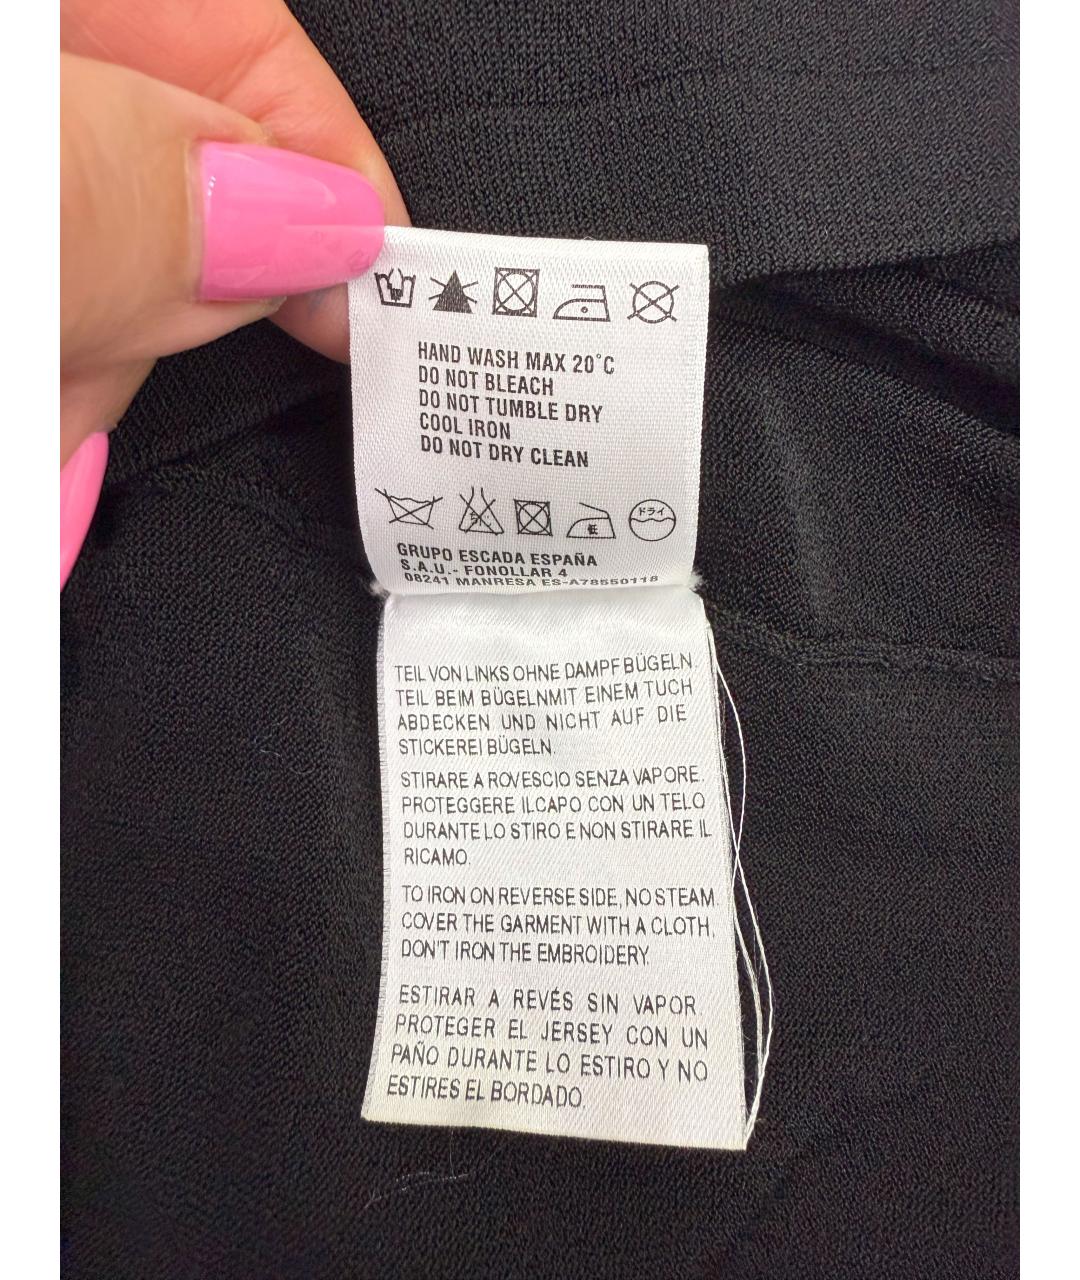 HAND WASH MAX 20°C
DO NOT BLEACH
DO NOT TUMBLE DRY
COOL IRON
DO NOT DRY CLEAN
ドライ
GRUPO ESCADA ESPAÑA
S.A.U.- FONOLLAR 4
08241 MANRESA ES-A78550118
TEIL VON LINKS OHNE DAMPF BÜGELN.
TEIL BEIM BÜGELNMIT EINEM TUCH
ABDECKEN UND NICHT AUF DIE
STICKEREI BÜGELN.
STIRARE A ROVESCIO SENZA VAPORE.
PROTEGGERE ILCAPO CON UN TELO
DURANTE LO STIRO E NON STIRARE IL
RICAMO.
TO IRON ON REVERSE SIDE, NO STEAM.
COVER THE GARMENT WITH A CLOTH.
DON'T IRON THE EMBROIDERY.
ESTIRAR A REVÉS SIN VAPOR.
PROTEGER EL JERSEY CON UN
PAÑO DURANTE LO ESTIRO Y NO
ESTIRES EL BORDADO.